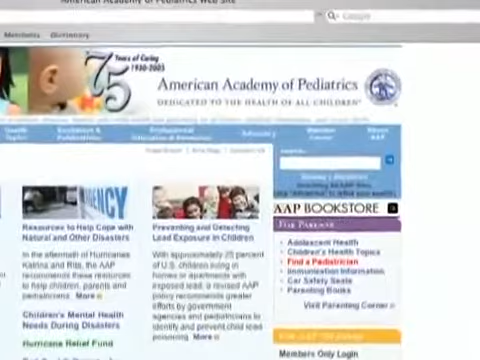 American Academy of Pediatrics Web Site
Google
Members Dictionary
75 Years of Caring
1930-2005
American Academy of Pediatrics
DEDICATED TO THE HEALTH OF ALL CHILDREN
Health Topics
Professional
Advocacy
Member Center
About AAP
AAP BOOKSTORE
FOR PARENTS
Adolescent Health
Children's Health Topics
Find a Pediatrician
Immunization Information
Car Safety Seats
Parenting Books
Visit Parenting Corner
Members Only Login
Resources to Help Cope with
Natural and Other Disasters
In the aftermath of Hurricanes
Katrina and Rita, the AAP
recommends these resources
to help children, parents and
pediatricians. More
Children's Mental Health
Needs During Disasters
Hurricane Relief Fund
Preventing and Detecting
Lead Exposure in Children
With approximately 25 percent
of U.S. children living in
homes or apartments with
exposed lead, a revised AAP
policy recommends greater
efforts by government
agencies and pediatricians to
identify and prevent child lead
poisoning. More